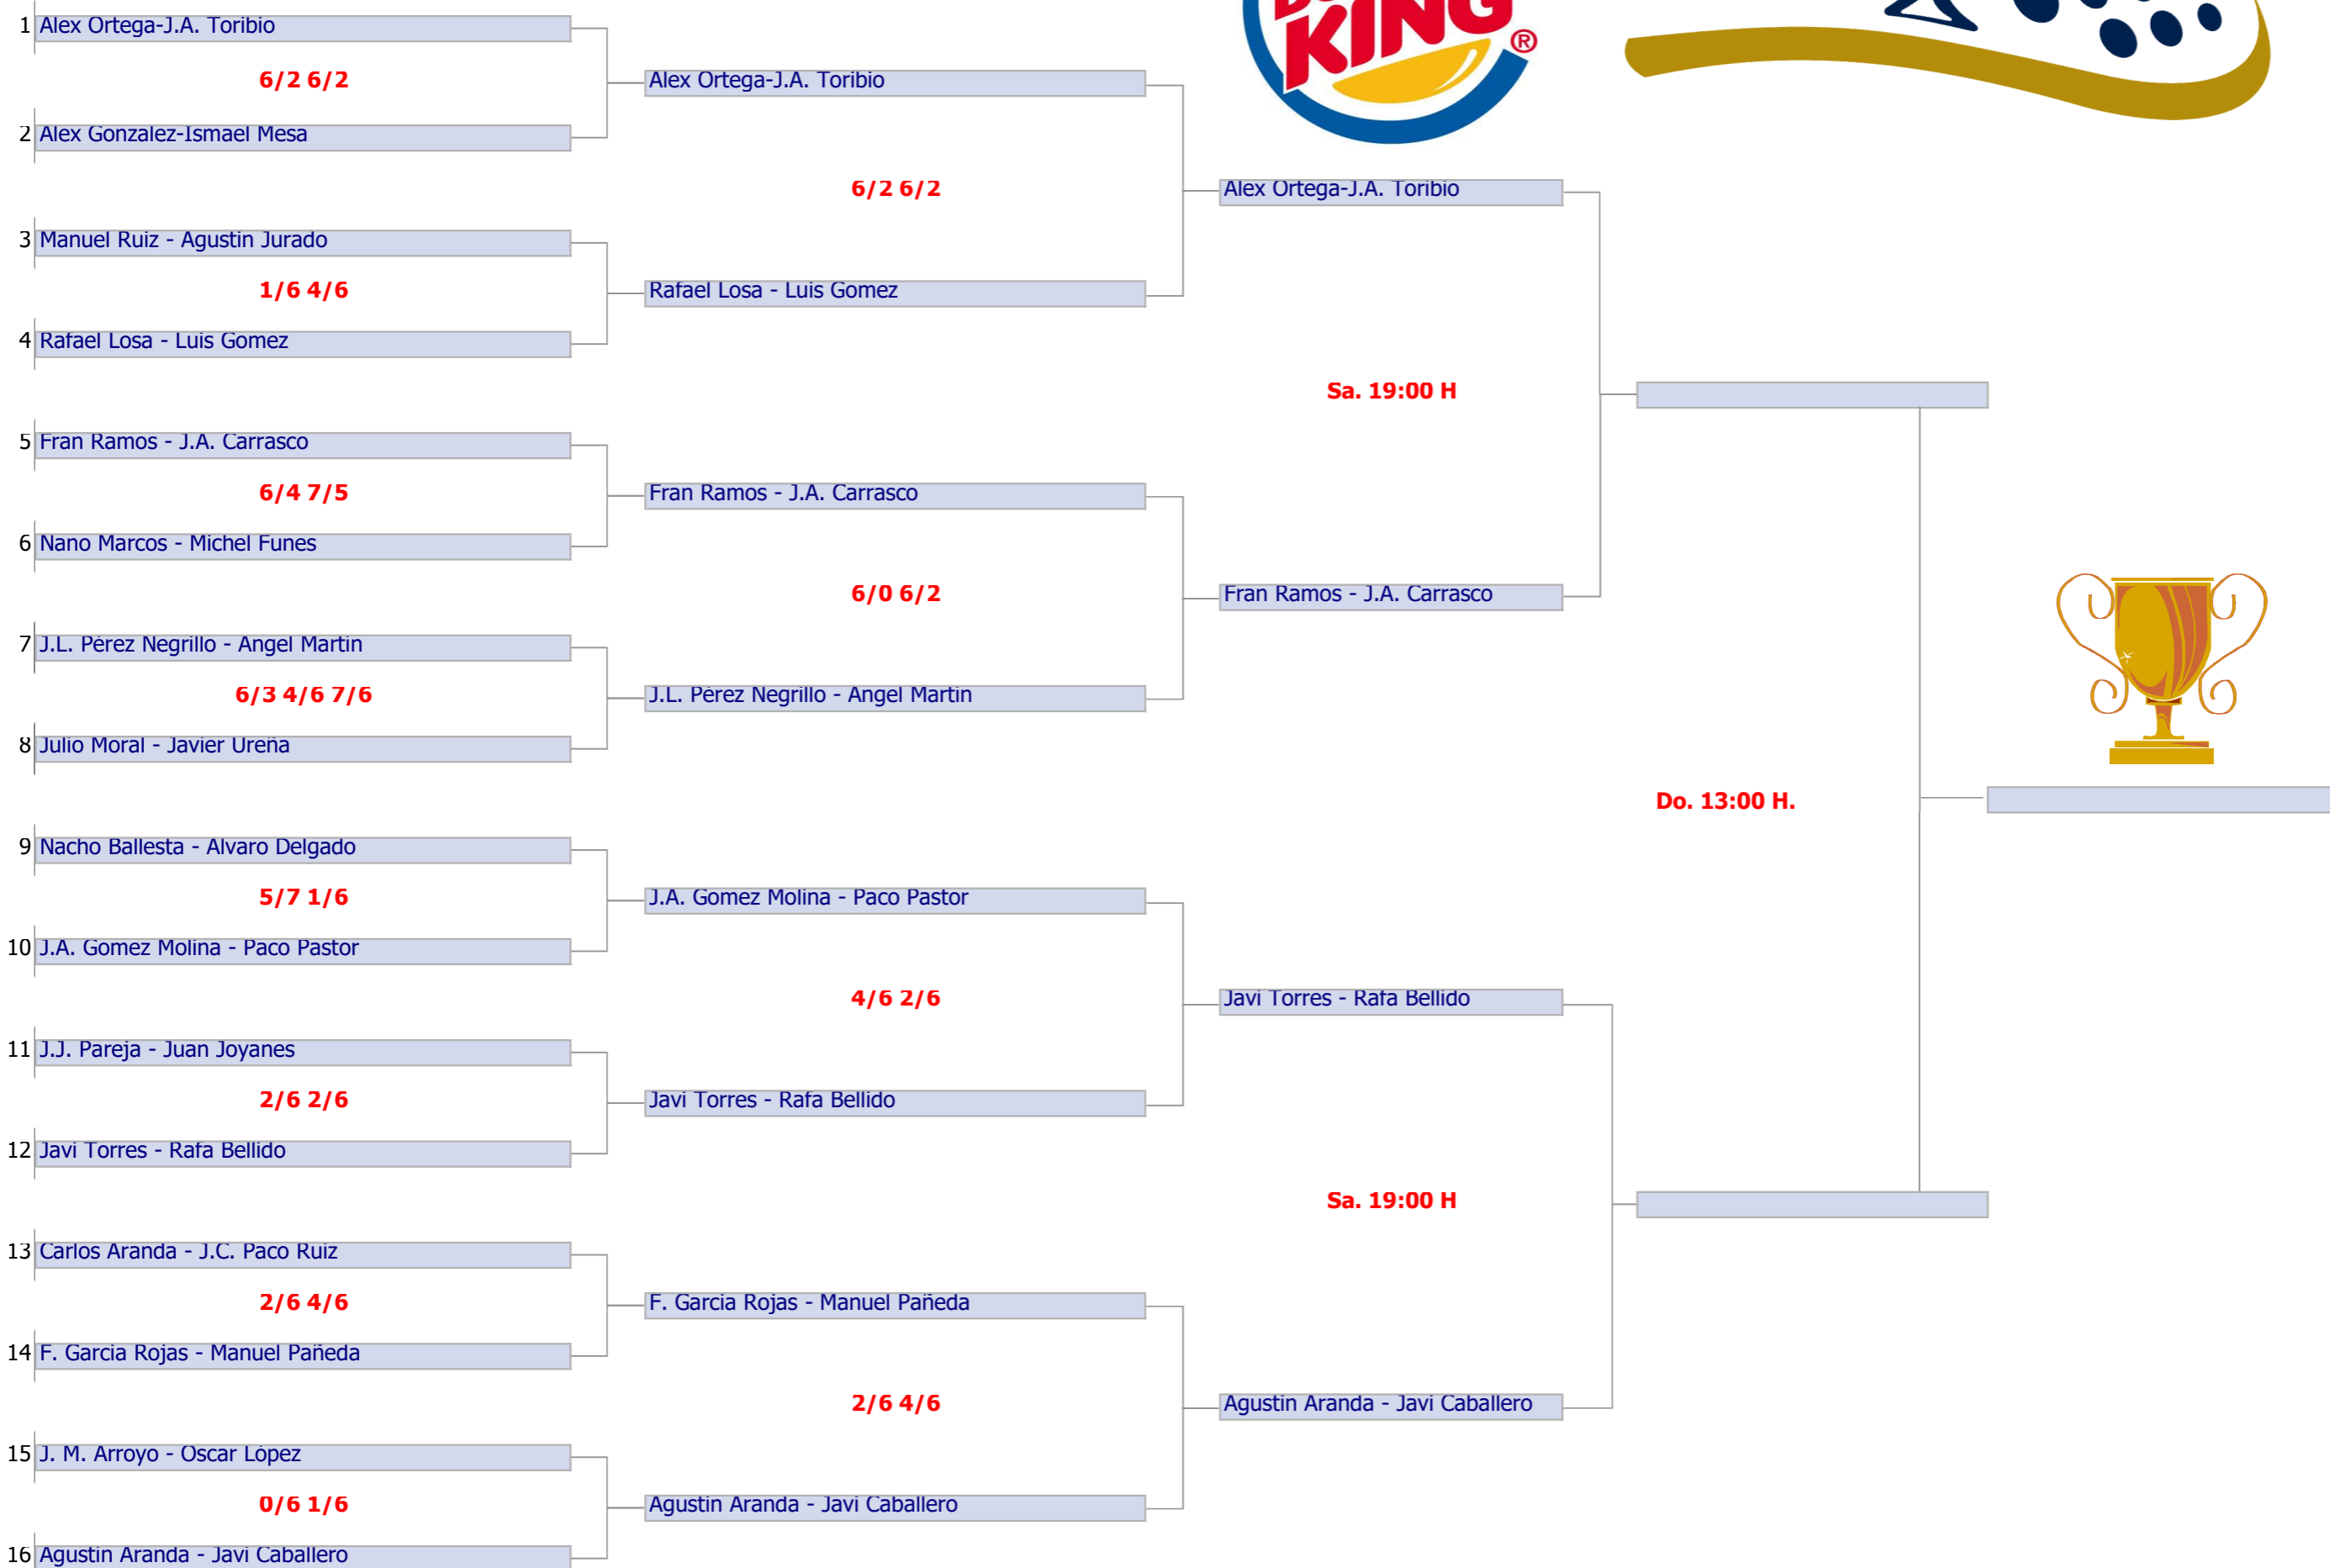 KING
®
1 Alex Ortega-J.A. Toribio
6/2 6/2
Alex Ortega-J.A. Toribio
2 Alex Gonzalez-Ismael Mesa
6/2 6/2
Alex Ortega-J.A. Toribio
3 Manuel Ruiz - Agustin Jurado
1/6 4/6
Rafael Losa - Luis Gomez
4 Rafael Losa - Luis Gomez
Sa. 19:00 H
5 Fran Ramos - J.A. Carrasco
6/4 7/5
Fran Ramos - J.A. Carrasco
6 Nano Marcos - Michel Funes
6/0 6/2
Fran Ramos - J.A. Carrasco
7 J.L. Pérez Negrillo - Angel Martin
6/3 4/6 7/6
J.L. Pérez Negrillo - Angel Martin
8 Julio Moral - Javier Ureña
Do. 13:00 H.
9 Nacho Ballesta - Alvaro Delgado
5/7 1/6
J.A. Gomez Molina - Paco Pastor
10 J.A. Gomez Molina - Paco Pastor
4/6 2/6
Javi Torres - Rafa Bellido
11 J.J. Pareja - Juan Joyanes
2/6 2/6
Javi Torres - Rafa Bellido
12 Javi Torres - Rafa Bellido
Sa. 19:00 H
13 Carlos Aranda - J.C. Paco Ruiz
2/6 4/6
F. Garcia Rojas - Manuel Pañeda
14 F. Garcia Rojas - Manuel Pañeda
2/6 4/6
Agustin Aranda - Javi Caballero
15 J. M. Arroyo - Oscar López
0/6 1/6
Agustin Aranda - Javi Caballero
16 Agustin Aranda - Javi Caballero